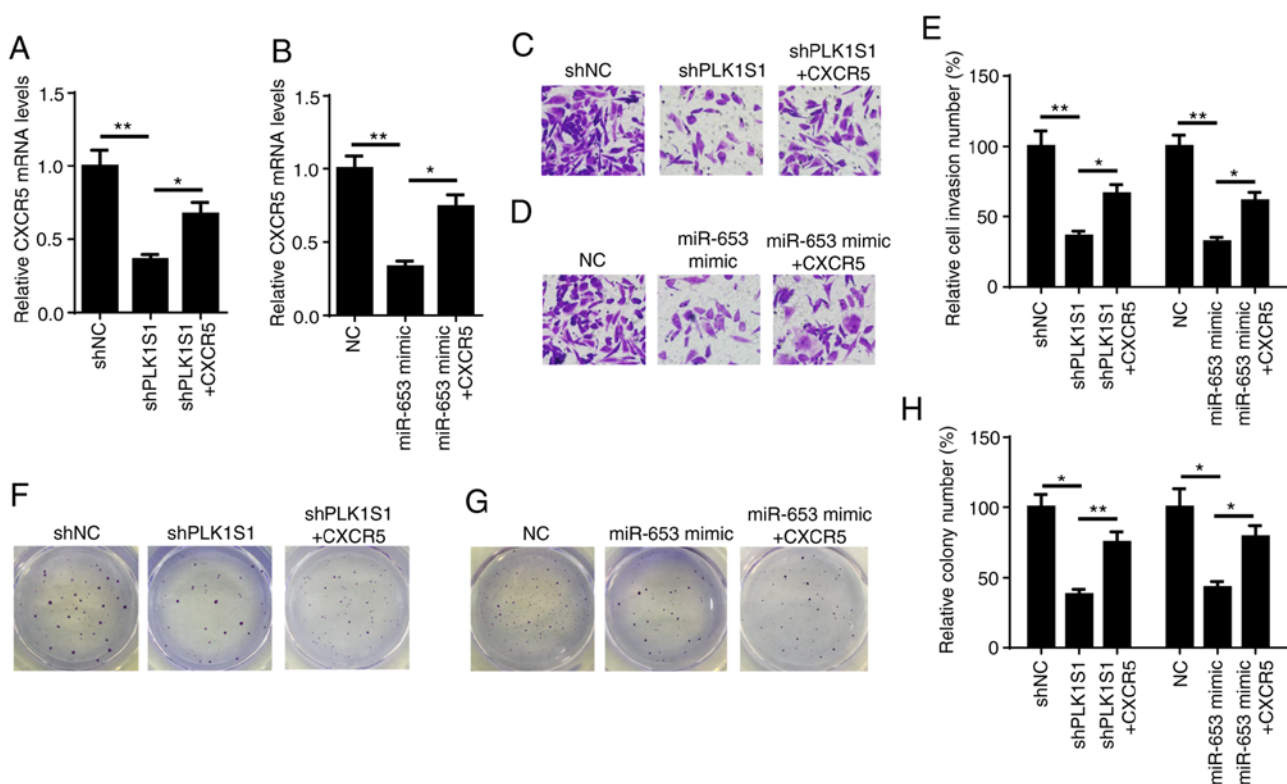 A
Relative CXCR5 mRNA levels
1.5
1.0
0.5
0.0
**
*
shNC
shPLK1S1
shPLK1S1
+CXCR5
B
Relative CXCR5 mRNA levels
1.5
1.0
0.5
0.0
**
*
NC
miR-653 mimic
miR-653 mimic
+CXCR5
C
shNC
shPLK1S1
shPLK1S1
+CXCR5
D
NC
miR-653
mimic
miR-653 mimic
+CXCR5
E
Relative cell invasion number (%)
150
100
50
0
**
*
**
*
shNC
shPLK1S1
shPLK1S1
+CXCR5
NC
miR-653 mimic
miR-653 mimic
+CXCR5
F
shNC
shPLK1S1
shPLK1S1
+CXCR5
G
NC
miR-653 mimic
miR-653 mimic
+CXCR5
H
Relative colony number (%)
150
100
50
0
*
**
*
*
shNC
shPLK1S1
shPLK1S1
+CXCR5
NC
miR-653 mimic
miR-653 mimic
+CXCR5